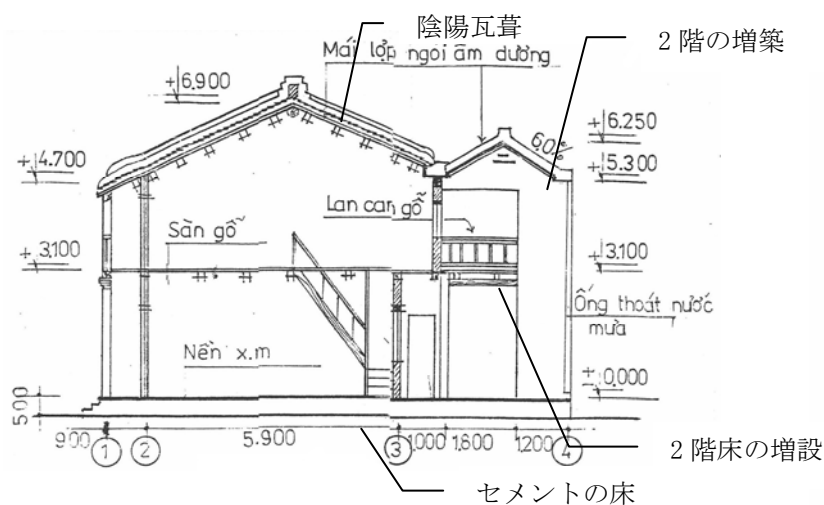 陰陽瓦葺
2階の増築
Mái lợp ngói âm dương
+6.900
+6.250
60%
+5.300
+4.700
Lan can gỗ
Sàn gỗ
+3.100
+3.100
Ống thoát nước
mưa
Nền x.m
±0.000
500
900
5.900
1.000
1.600
1.200
1
2
3
4
2階床の増設
セメントの床